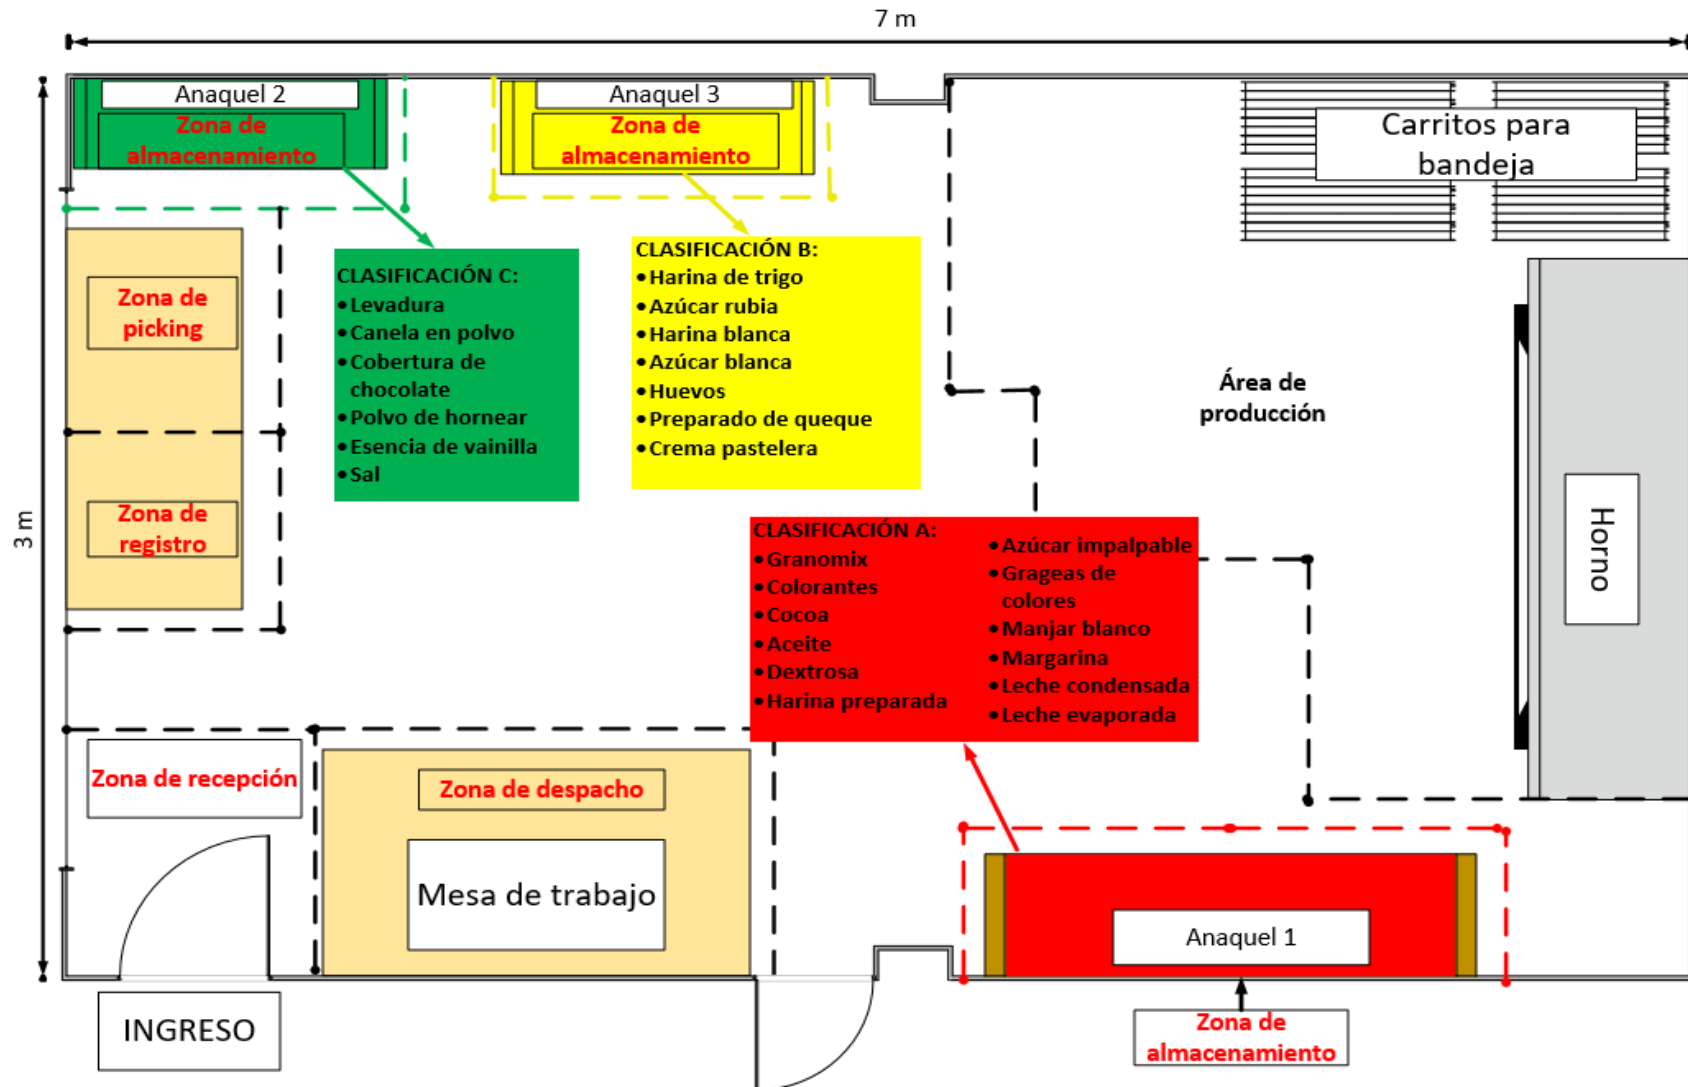 7 m
3 m
Anaquel 2
Zona de
almacenamiento
Anaquel 3
Zona de
almacenamiento
Carritos para
bandeja
CLASIFICACIÓN C:
•Levadura
•Canela en polvo
•Cobertura de
chocolate
•Polvo de hornear
•Esencia de vainilla
•Sal
CLASIFICACIÓN B:
•Harina de trigo
•Azúcar rubia
•Harina blanca
•Azúcar blanca
•Huevos
•Preparado de queque
•Crema pastelera
Zona de
picking
Zona de
registro
Área de
producción
Horno
CLASIFICACIÓN A:
•Granomix
•Colorantes
•Cocoa
•Aceite
•Dextrosa
•Harina preparada
•Azúcar impalpable
•Grageas de
colores
•Manjar blanco
•Margarina
•Leche condensada
•Leche evaporada
Zona de recepción
Zona de despacho
Mesa de trabajo
Anaquel 1
INGRESO
Zona de
almacenamiento